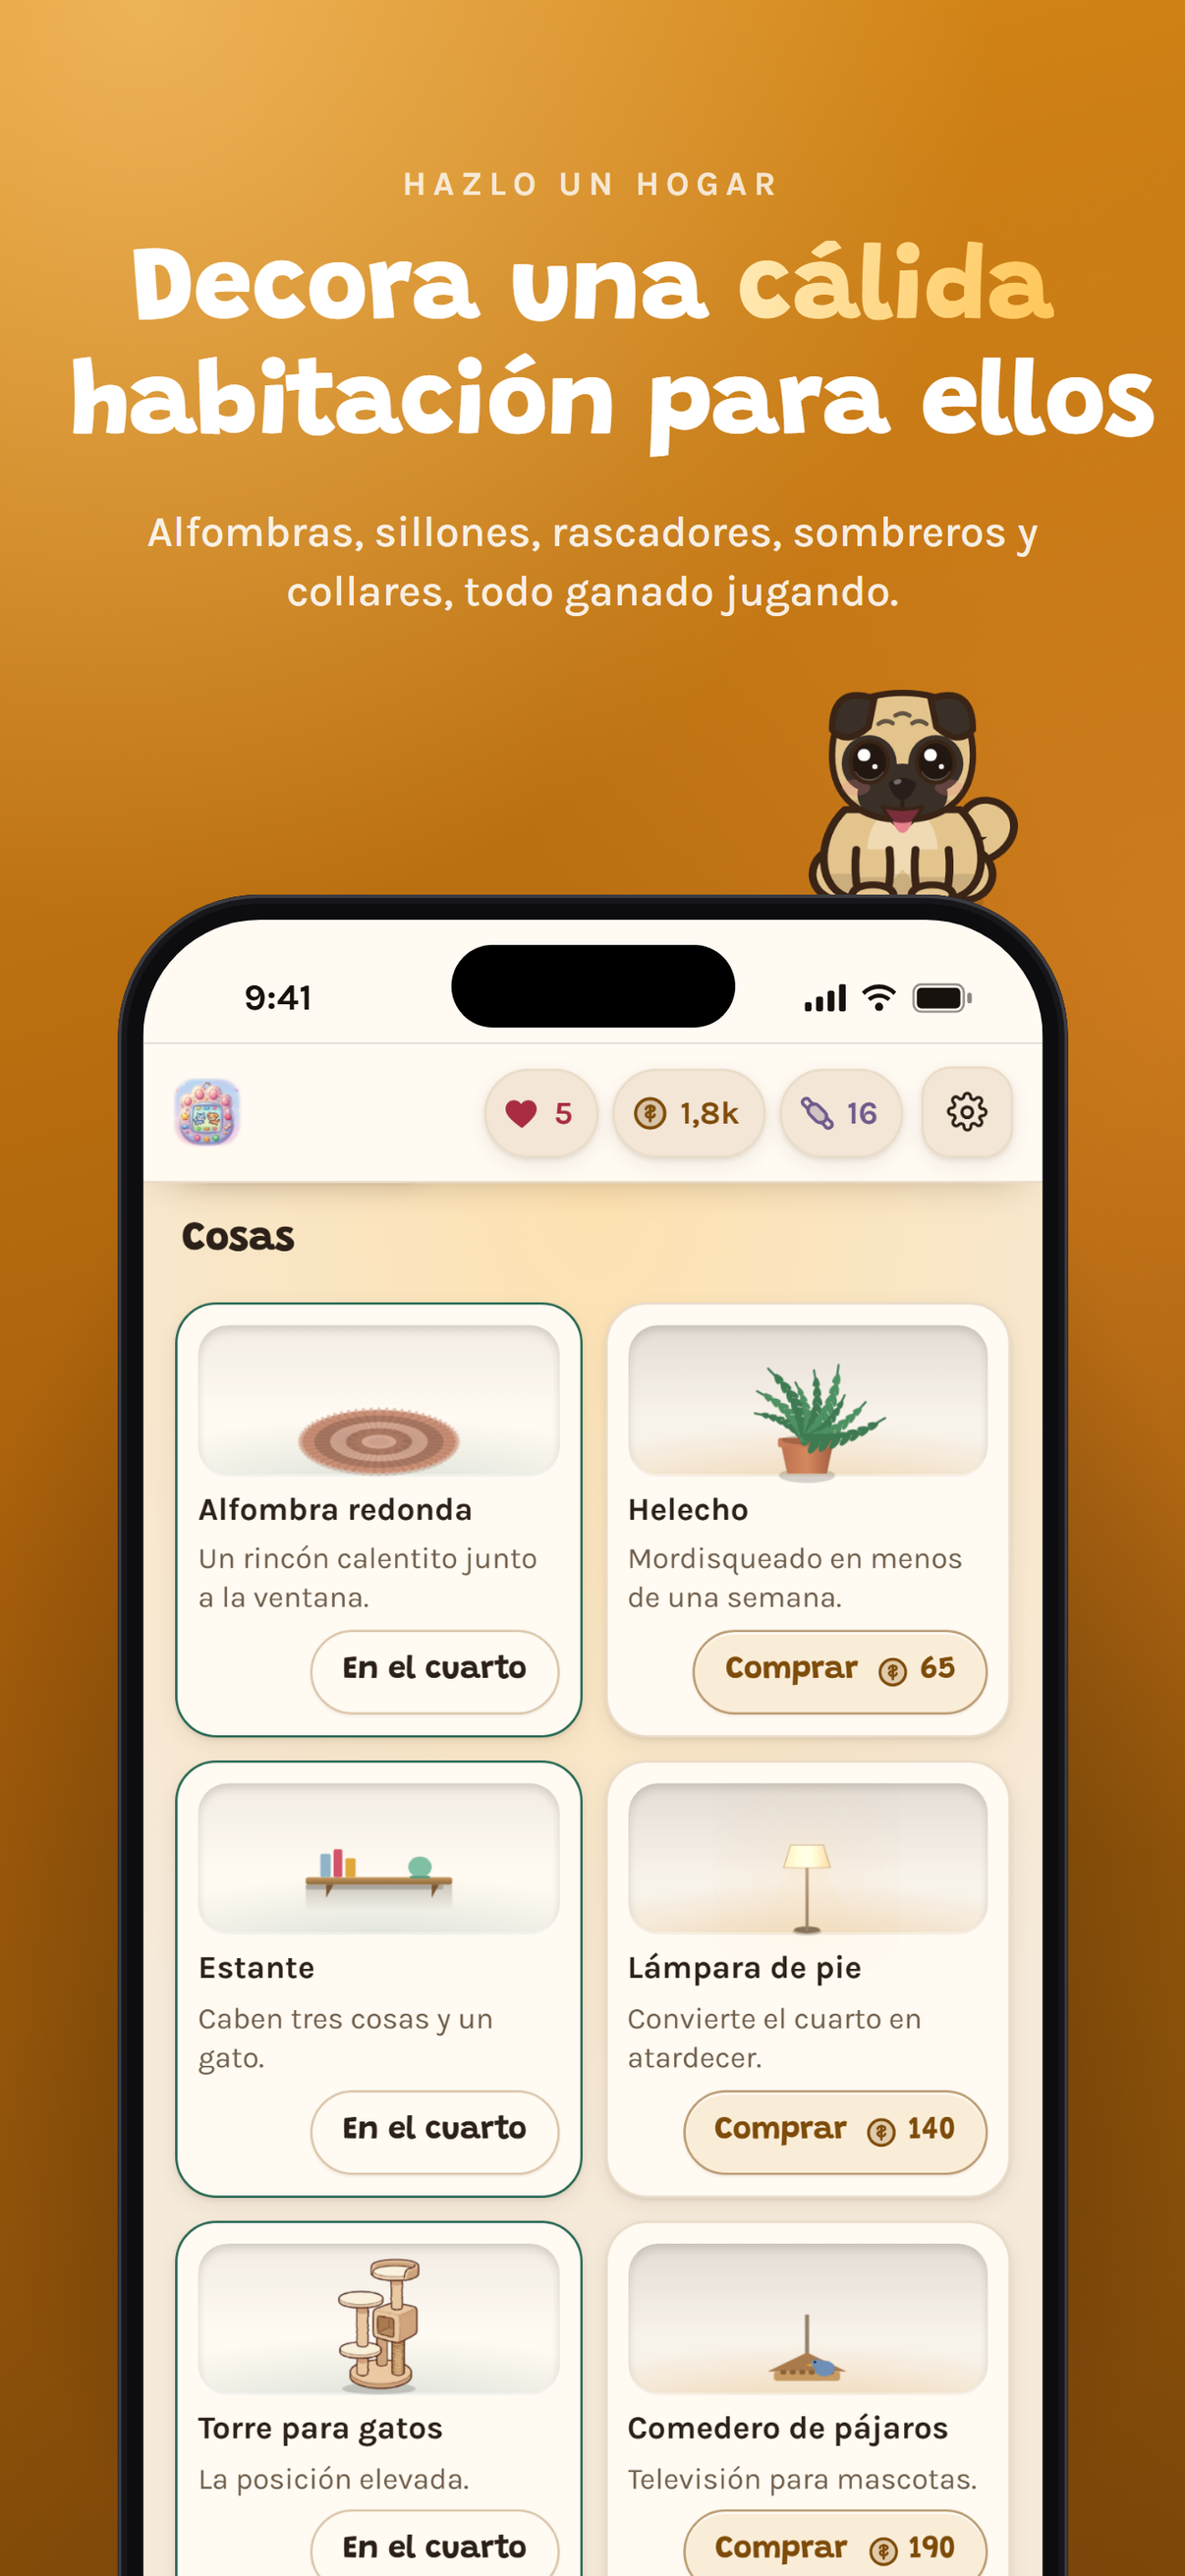 HAZLO UN HOGAR
Decora una cálida
habitación para ellos
Alfombras, sillones, rascadores, sombreros y
collares, todo ganado jugando.
9:41
5
1,8k
16
Cosas
Alfombra redonda
Un rincón calentito junto
a la ventana.
En el cuarto
Helecho
Mordisqueado en menos
de una semana.
Comprar 65
Estante
Caben tres cosas y un
gato.
En el cuarto
Lámpara de pie
Convierte el cuarto en
atardecer.
Comprar 140
Torre para gatos
La posición elevada.
En el cuarto
Comedero de pájaros
Televisión para mascotas.
Comprar 190